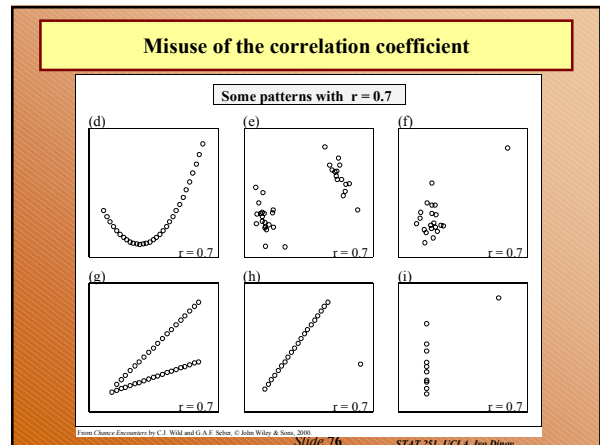 Misuse of the correlation coefficient
Some patterns with r = 0.7
(d) (e) (f)
r = 0.7 r = 0.7 r = 0.7
(g) (h) (i)
r = 0.7 r = 0.7 r = 0.7
From Chance Encounters by C.J. Wild and G.A.F. Seber, © John Wiley & Sons, 2000.
Slide 76 STAT 251, UCLA, Ivo Dinov